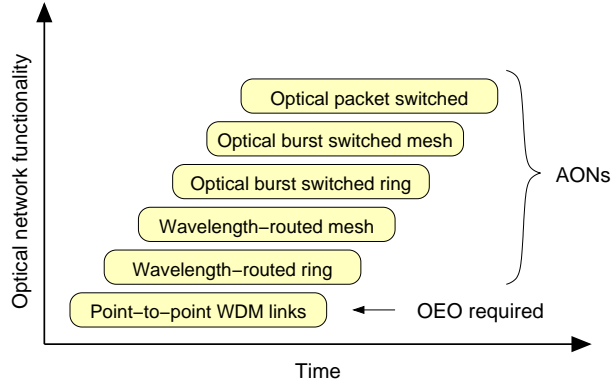 Optical network functionality
Optical packet switched
Optical burst switched mesh
Optical burst switched ring
AONs
Wavelength−routed mesh
Wavelength−routed ring
Point−to−point WDM links
OEO required
Time